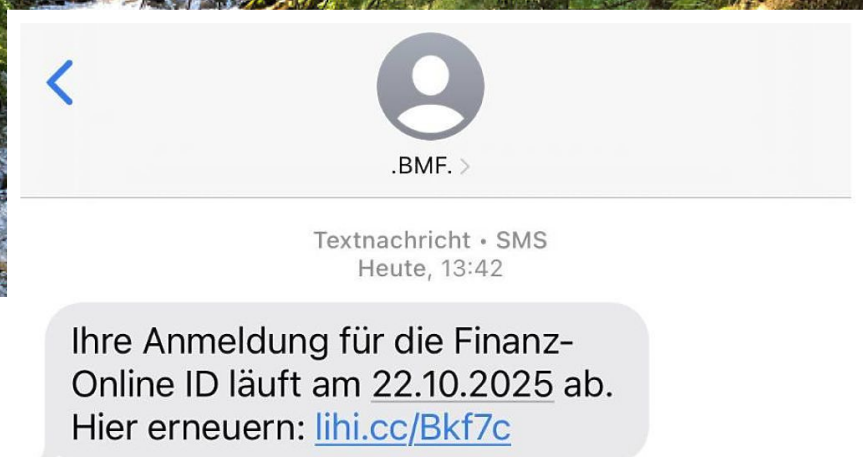 .BMF. >
Textnachricht • SMS
Heute, 13:42
Ihre Anmeldung für die Finanz-
Online ID läuft am 22.10.2025 ab.
Hier erneuern: lihi.cc/Bkf7c